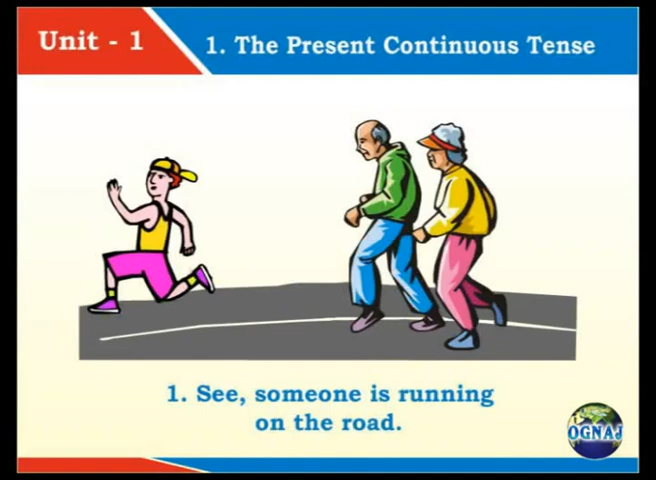 Unit - 1
1. The Present Continuous Tense
1. See, someone is running
on the road.
OGNAJ